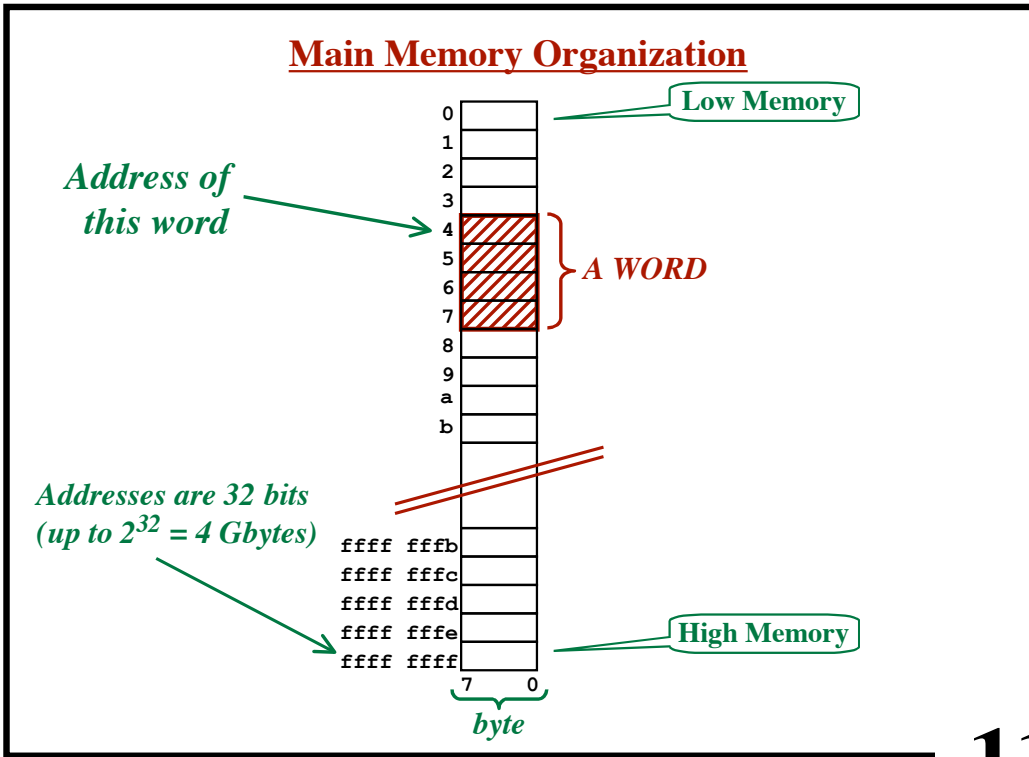 Main Memory Organization
Low Memory
0
1
2
3
4
5
6
7
8
9
a
b
Address of
this word
A WORD
Addresses are 32 bits
(up to 2^32 = 4 Gbytes)
ffff fffb
ffff fffc
ffff fffd
ffff fffe
ffff ffff
High Memory
7 0
byte